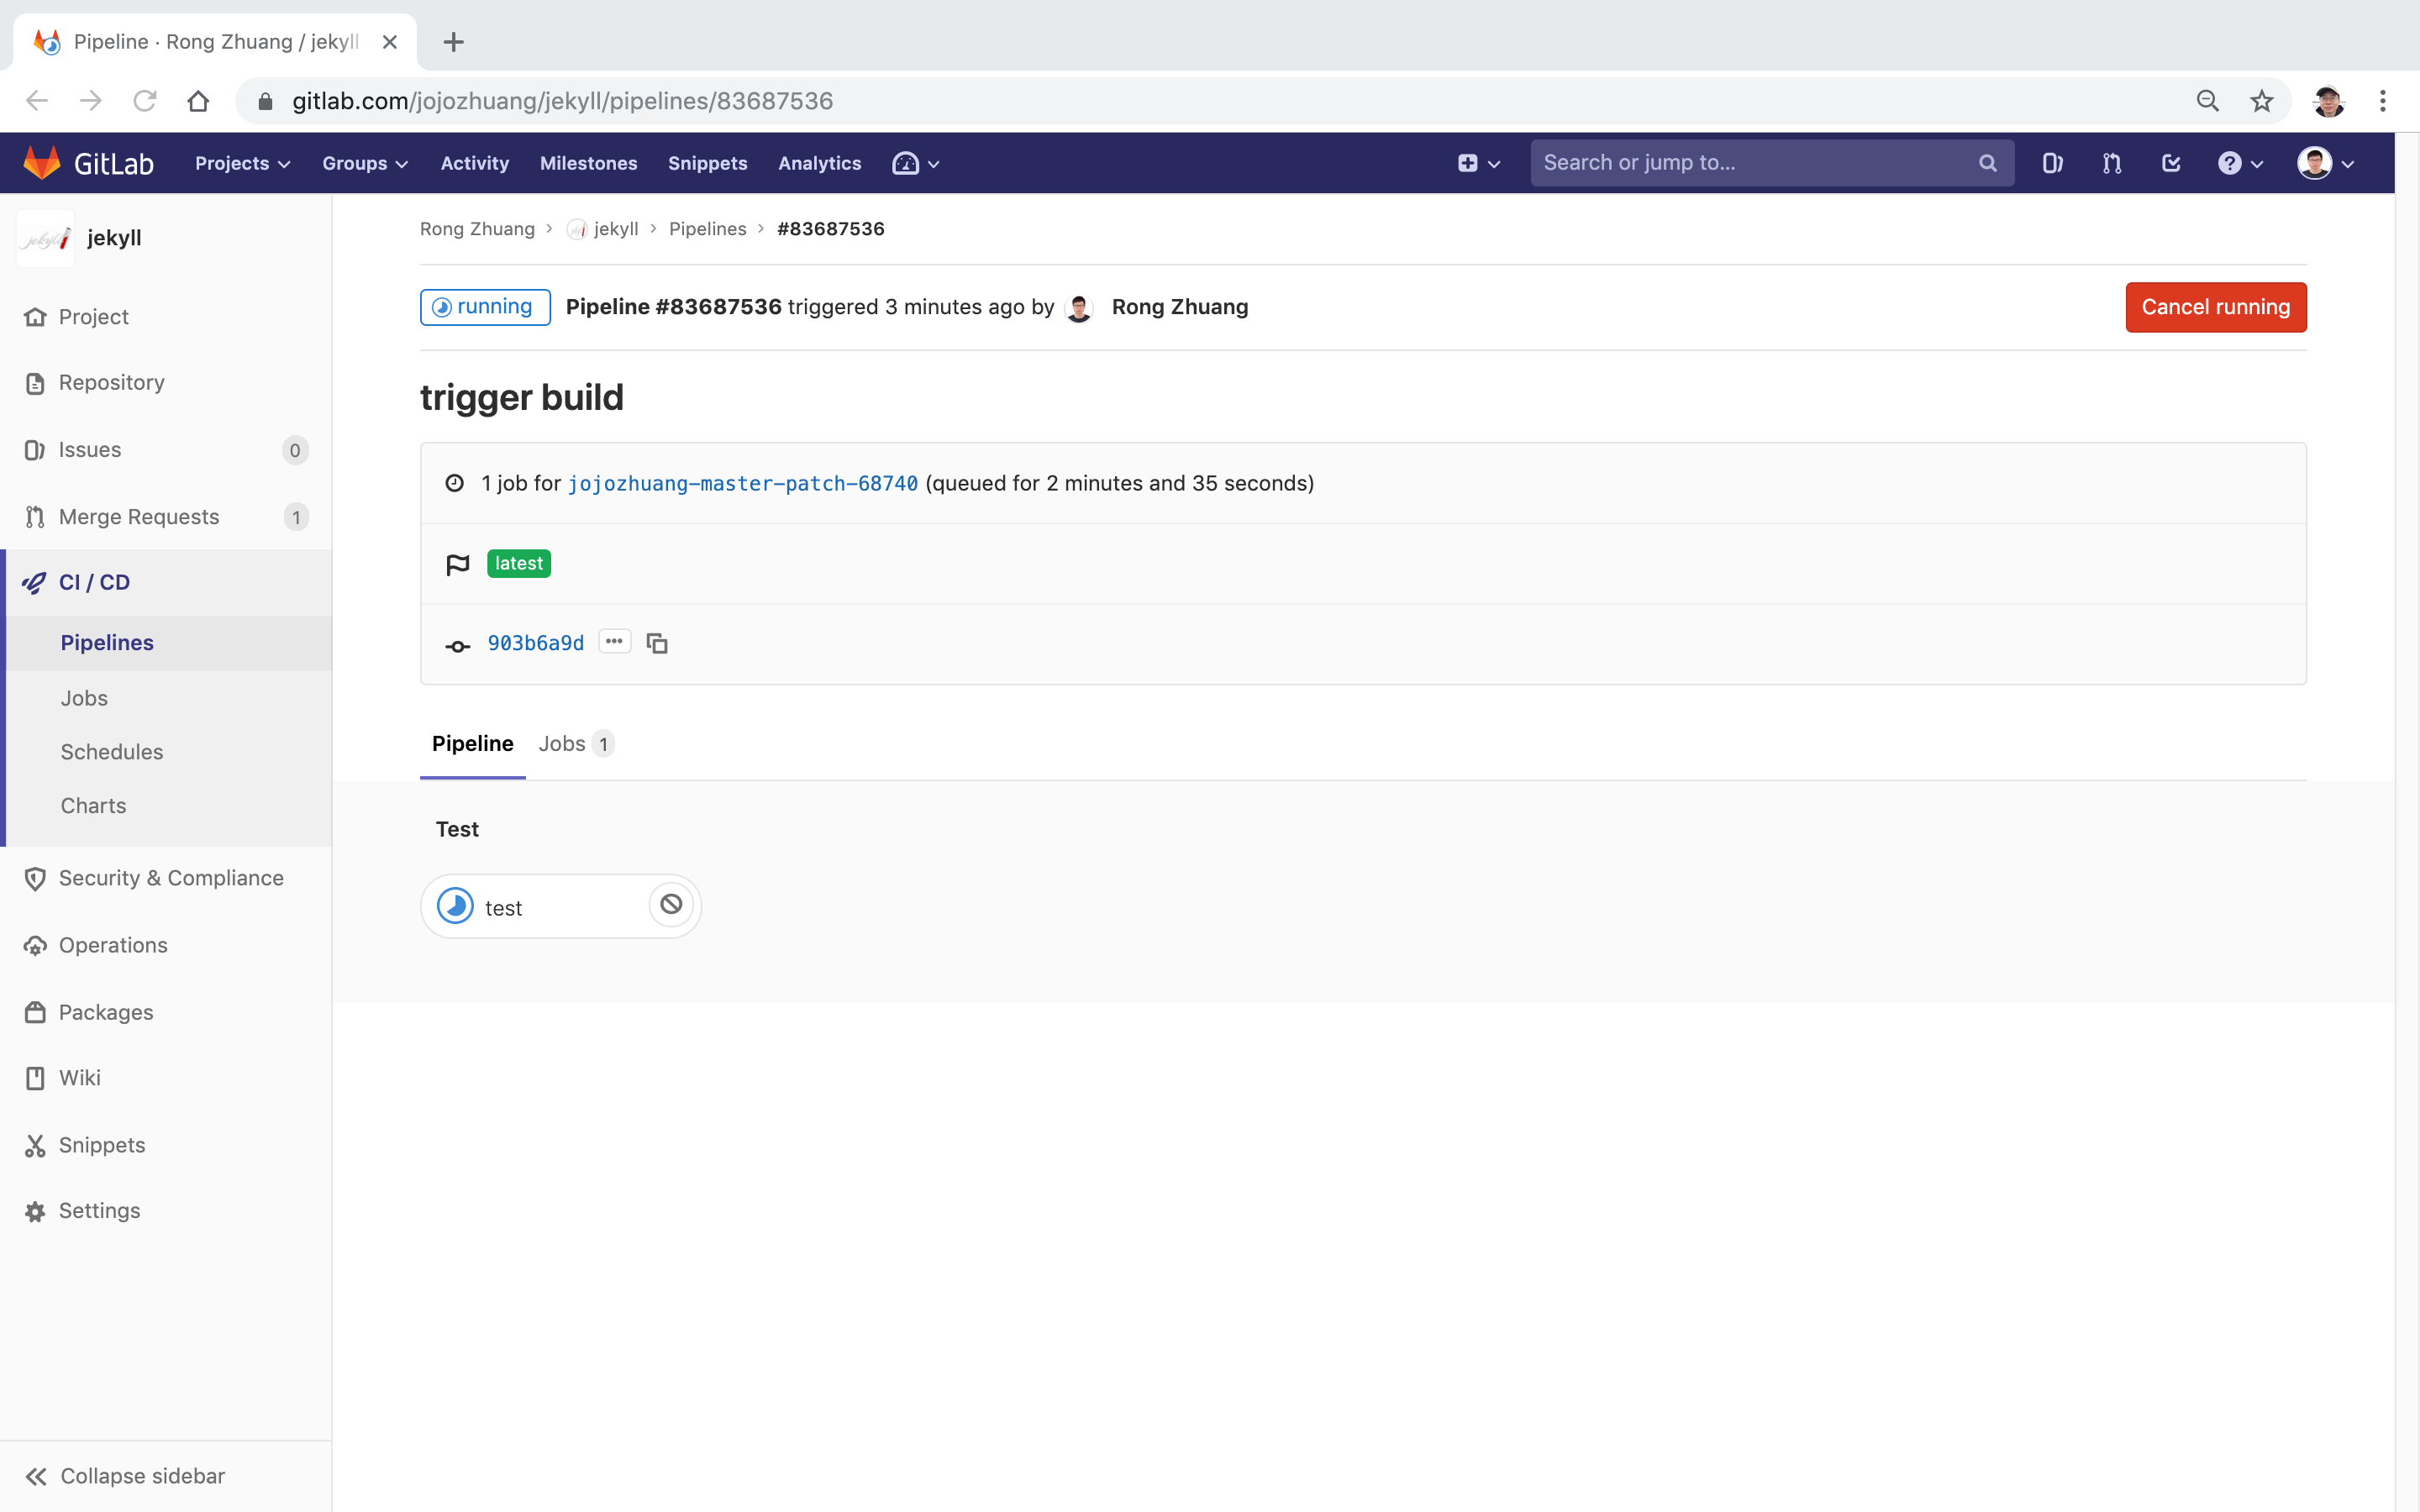 Pipeline · Rong Zhuang / jekyll
gitlab.com/jojozhuang/jekyll/pipelines/83687536
GitLab Projects Groups Activity Milestones Snippets Analytics Search or jump to...
jekyll
Project
Repository
Issues 0
Merge Requests 1
CI / CD
Pipelines
Jobs
Schedules
Charts
Security & Compliance
Operations
Packages
Wiki
Snippets
Settings
Collapse sidebar
Rong Zhuang > jekyll > Pipelines > #83687536
running Pipeline #83687536 triggered 3 minutes ago by Rong Zhuang Cancel running
trigger build
1 job for jojozhuang-master-patch-68740 (queued for 2 minutes and 35 seconds)
latest
903b6a9d ...
Pipeline Jobs 1
Test
test